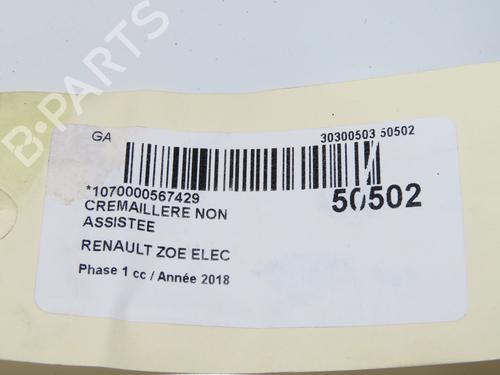 GA
30300503 50502
*1070000567429
50502
CREMAILLERE NON
ASSISTEE
RENAULT ZOE ELEC
Phase 1 cc / Année 2018
B-PARTS